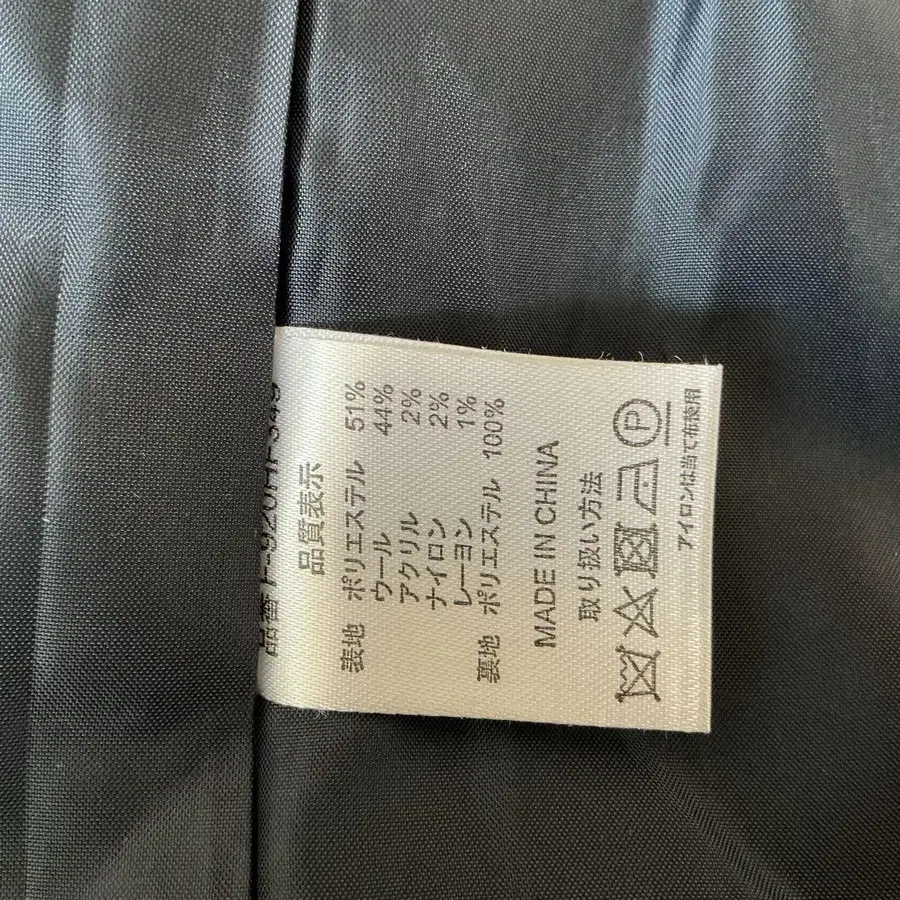 品番
品質表示
表地 ポリエステル 51%
ウール 44%
アクリル 2%
ナイロン 2%
レーヨン 1%
裏地 ポリエステル 100%
MADE IN CHINA
取り扱い方法
P
アイロンは当て布使用